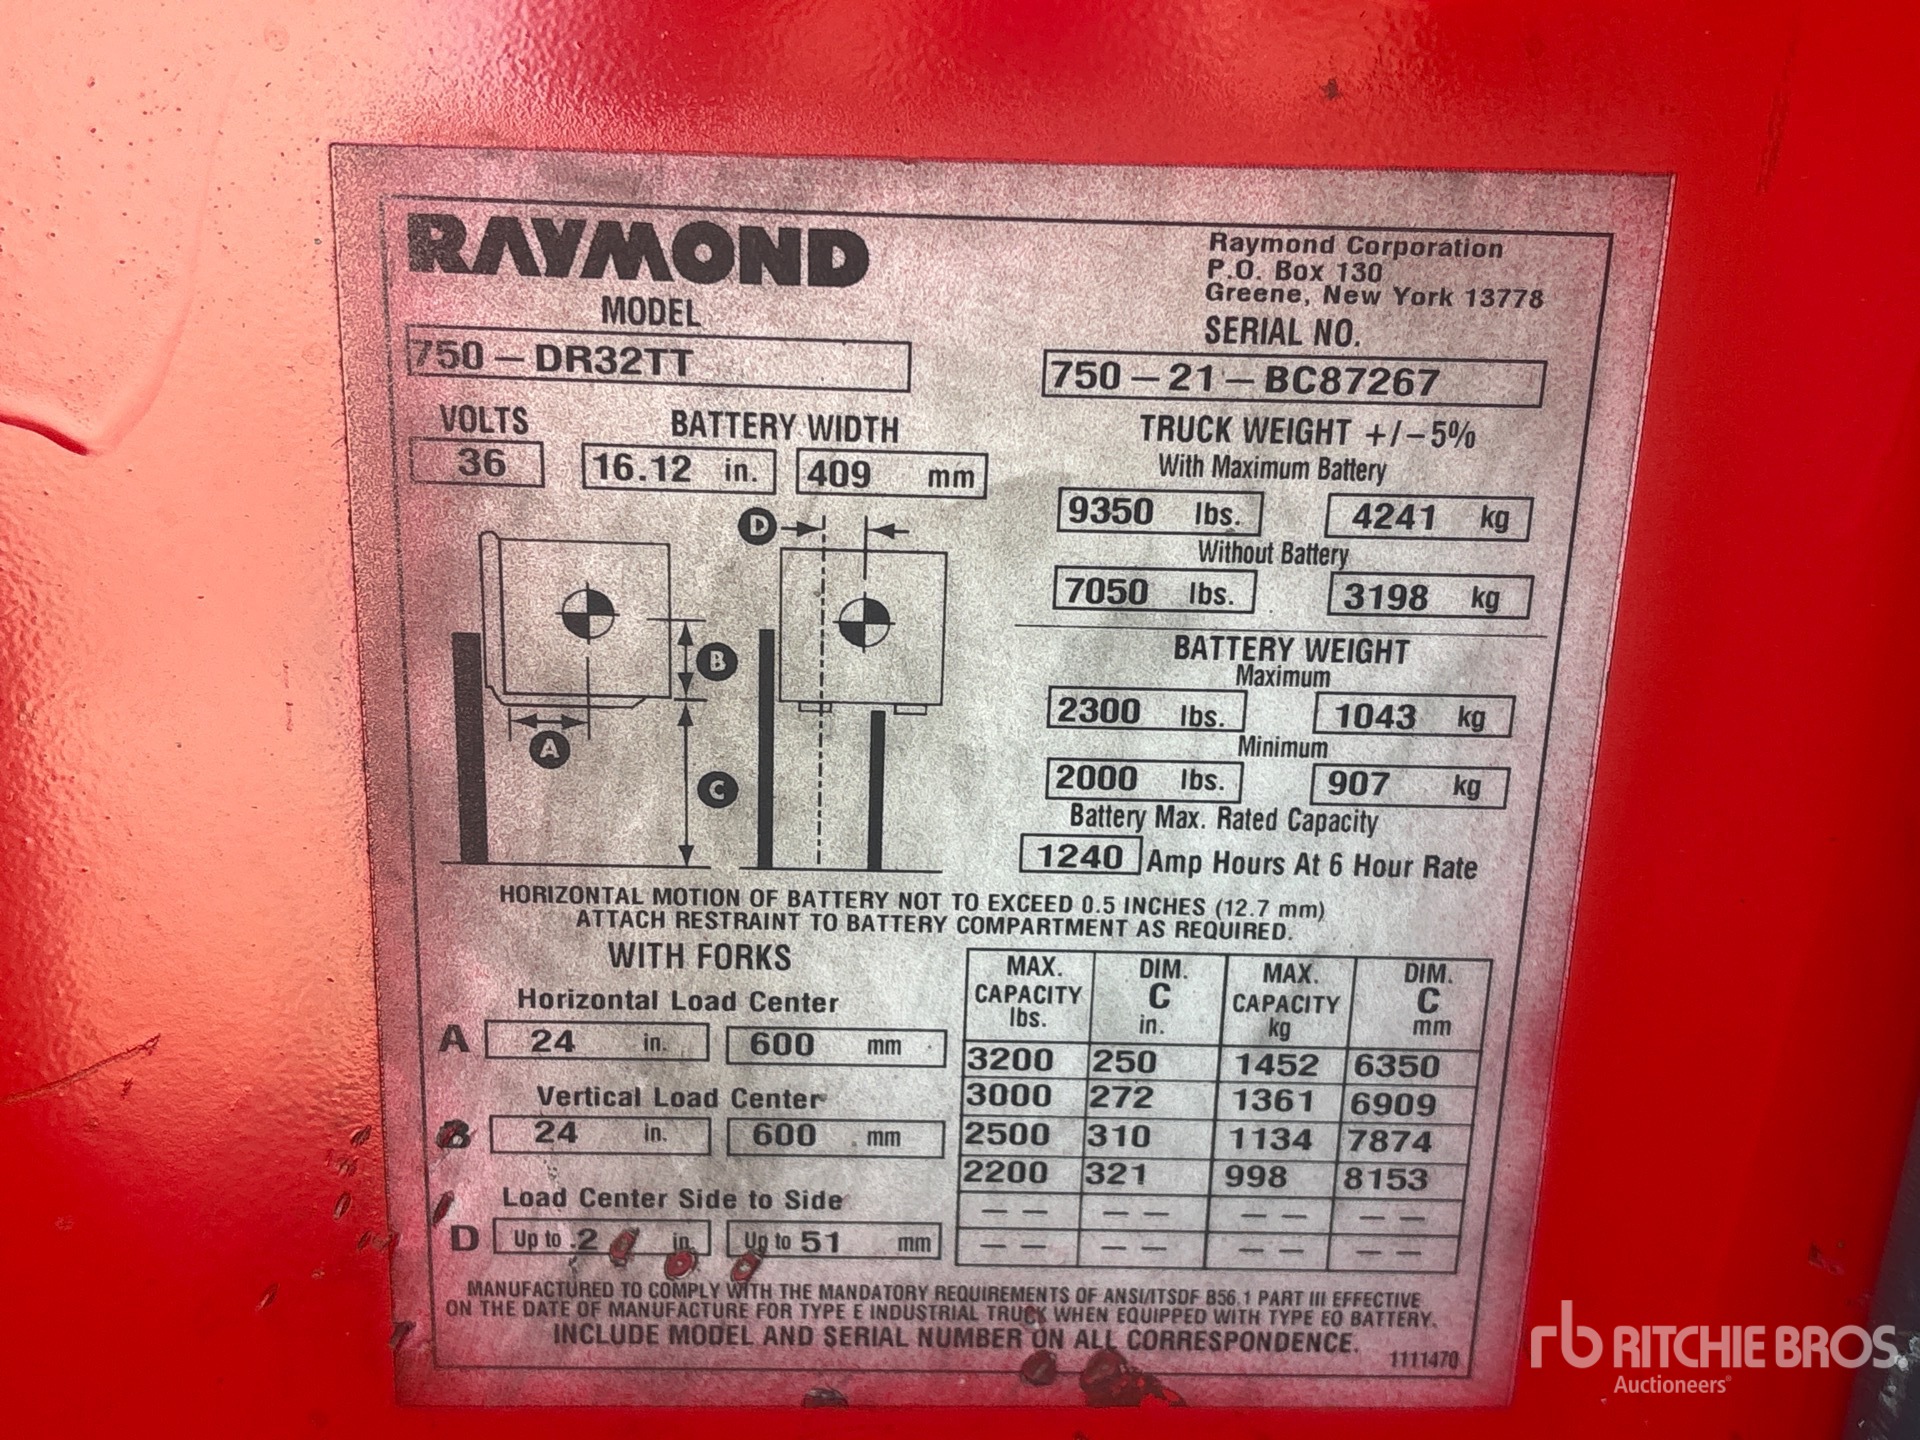 RAYMOND
Raymond Corporation
P.O. Box 130
Greene, New York 13778
MODEL
750-DR32TT
SERIAL NO.
750-21-BC87267
VOLTS
36
BATTERY WIDTH
16.12 in. 409 mm
TRUCK WEIGHT +/-5%
With Maximum Battery
9350 lbs. 4241 kg
Without Battery
7050 lbs. 3198 kg
D
B
A
C
BATTERY WEIGHT
Maximum
2300 lbs. 1043 kg
Minimum
2000 lbs. 907 kg
Battery Max. Rated Capacity
1240 Amp Hours At 6 Hour Rate
HORIZONTAL MOTION OF BATTERY NOT TO EXCEED 0.5 INCHES (12.7 mm)
ATTACH RESTRAINT TO BATTERY COMPARTMENT AS REQUIRED.
WITH FORKS
Horizontal Load Center
A 24 in. 600 mm
Vertical Load Center
B 24 in. 600 mm
Load Center Side to Side
D Up to 2 in. Up to 51 mm
MAX. CAPACITY lbs. DIM. C in. MAX. CAPACITY kg DIM. C mm
3200 250 1452 6350
3000 272 1361 6909
2500 310 1134 7874
2200 321 998 8153
-- -- -- --
-- -- -- --
MANUFACTURED TO COMPLY WITH THE MANDATORY REQUIREMENTS OF ANSI/ITSDF B56.1 PART III EFFECTIVE
ON THE DATE OF MANUFACTURE FOR TYPE E INDUSTRIAL TRUCK WHEN EQUIPPED WITH TYPE EO BATTERY.
INCLUDE MODEL AND SERIAL NUMBER ON ALL CORRESPONDENCE.
1111470
rb RITCHIE BROS.
Auctioneers®